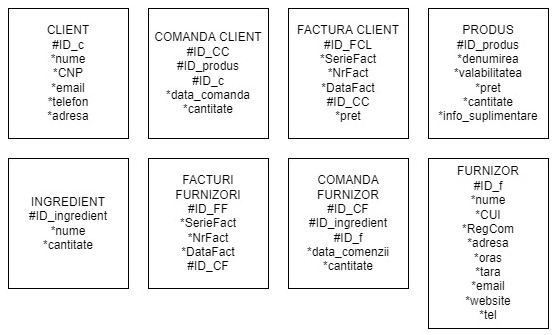 CLIENT
#ID_c
*nume
*CNP
*email
*telefon
*adresa
COMANDA CLIENT
#ID_CC
#ID_produs
#ID_c
*data_comanda
*cantitate
FACTURA CLIENT
#ID_FCL
*SerieFact
*NrFact
*DataFact
#ID_CC
*pret
PRODUS
#ID_produs
*denumirea
*valabilitatea
*pret
*cantitate
*info_suplimentare
INGREDIENT
#ID_ingredient
*nume
*cantitate
FACTURI
FURNIZORI
#ID_FF
*SerieFact
*NrFact
*DataFact
#ID_CF
COMANDA
FURNIZOR
#ID_CF
#ID_ingredient
#ID_f
*data_comenzii
*cantitate
FURNIZOR
#ID_f
*nume
*CUI
*RegCom
*adresa
*oras
*tara
*email
*website
*tel